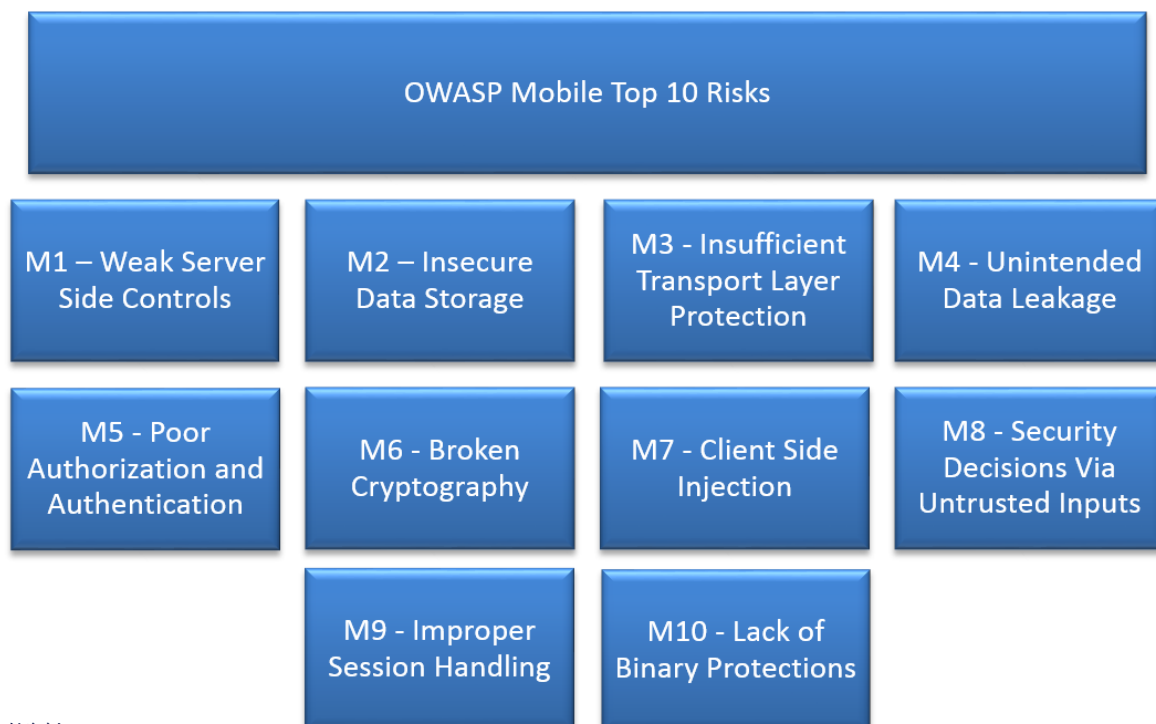 OWASP Mobile Top 10 Risks
M1 – Weak Server
Side Controls
M2 – Insecure
Data Storage
M3 - Insufficient
Transport Layer
Protection
M4 - Unintended
Data Leakage
M5 - Poor
Authorization and
Authentication
M6 - Broken
Cryptography
M7 - Client Side
Injection
M8 - Security
Decisions Via
Untrusted Inputs
M9 - Improper
Session Handling
M10 - Lack of
Binary Protections